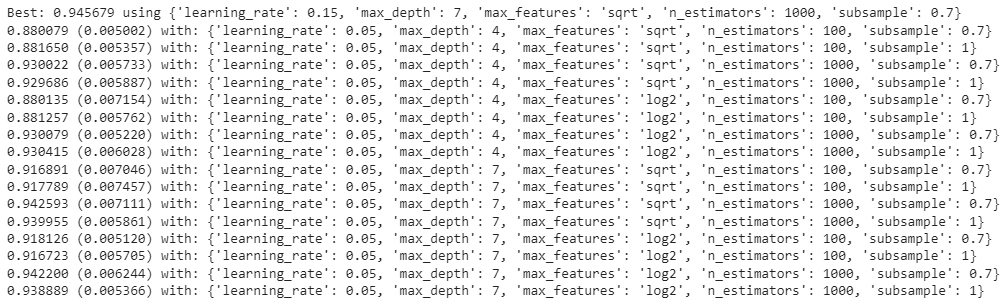 Best: 0.945679 using {'learning_rate': 0.15, 'max_depth': 7, 'max_features': 'sqrt', 'n_estimators': 1000, 'subsample': 0.7}
0.880079 (0.005002) with: {'learning_rate': 0.05, 'max_depth': 4, 'max_features': 'sqrt', 'n_estimators': 100, 'subsample': 0.7}
0.881650 (0.005357) with: {'learning_rate': 0.05, 'max_depth': 4, 'max_features': 'sqrt', 'n_estimators': 100, 'subsample': 1}
0.930022 (0.005733) with: {'learning_rate': 0.05, 'max_depth': 4, 'max_features': 'sqrt', 'n_estimators': 1000, 'subsample': 0.7}
0.929686 (0.005887) with: {'learning_rate': 0.05, 'max_depth': 4, 'max_features': 'sqrt', 'n_estimators': 1000, 'subsample': 1}
0.880135 (0.007154) with: {'learning_rate': 0.05, 'max_depth': 4, 'max_features': 'log2', 'n_estimators': 100, 'subsample': 0.7}
0.881257 (0.005762) with: {'learning_rate': 0.05, 'max_depth': 4, 'max_features': 'log2', 'n_estimators': 100, 'subsample': 1}
0.930079 (0.005220) with: {'learning_rate': 0.05, 'max_depth': 4, 'max_features': 'log2', 'n_estimators': 1000, 'subsample': 0.7}
0.930415 (0.006028) with: {'learning_rate': 0.05, 'max_depth': 4, 'max_features': 'log2', 'n_estimators': 1000, 'subsample': 1}
0.916891 (0.007046) with: {'learning_rate': 0.05, 'max_depth': 7, 'max_features': 'sqrt', 'n_estimators': 100, 'subsample': 0.7}
0.917789 (0.007457) with: {'learning_rate': 0.05, 'max_depth': 7, 'max_features': 'sqrt', 'n_estimators': 100, 'subsample': 1}
0.942593 (0.007111) with: {'learning_rate': 0.05, 'max_depth': 7, 'max_features': 'sqrt', 'n_estimators': 1000, 'subsample': 0.7}
0.939955 (0.005861) with: {'learning_rate': 0.05, 'max_depth': 7, 'max_features': 'sqrt', 'n_estimators': 1000, 'subsample': 1}
0.918126 (0.005120) with: {'learning_rate': 0.05, 'max_depth': 7, 'max_features': 'log2', 'n_estimators': 100, 'subsample': 0.7}
0.916723 (0.005705) with: {'learning_rate': 0.05, 'max_depth': 7, 'max_features': 'log2', 'n_estimators': 100, 'subsample': 1}
0.942200 (0.006244) with: {'learning_rate': 0.05, 'max_depth': 7, 'max_features': 'log2', 'n_estimators': 1000, 'subsample': 0.7}
0.938889 (0.005366) with: {'learning_rate': 0.05, 'max_depth': 7, 'max_features': 'log2', 'n_estimators': 1000, 'subsample': 1}